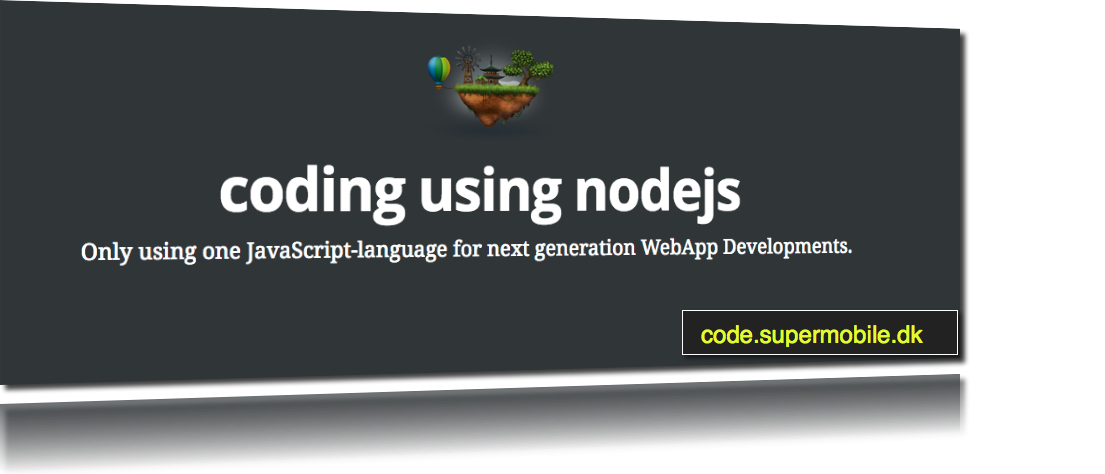 coding using nodejs
Only using one JavaScript-language for next generation WebApp Developments.
code.supermobile.dk